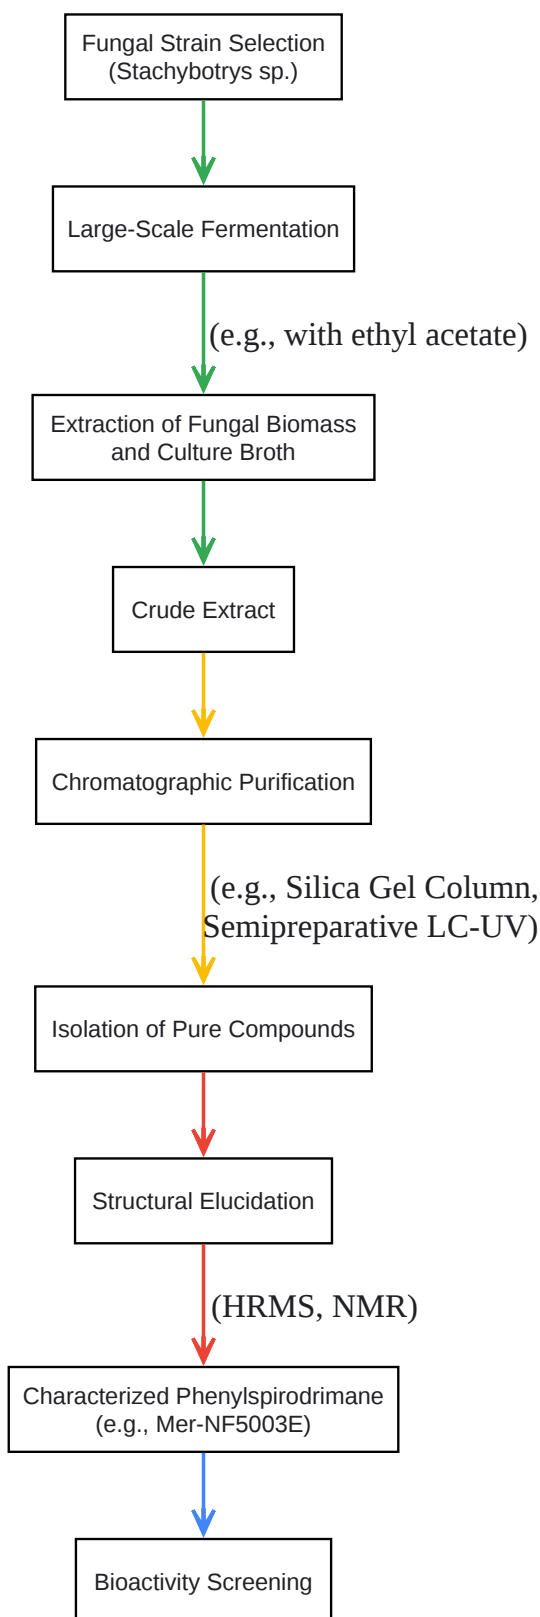 Fungal Strain Selection
(Stachybotrys sp.)
Large-Scale Fermentation
(e.g., with ethyl acetate)
Extraction of Fungal Biomass
and Culture Broth
Crude Extract
Chromatographic Purification
(e.g., Silica Gel Column,
Semipreparative LC-UV)
Isolation of Pure Compounds
Structural Elucidation
(HRMS, NMR)
Characterized Phenylspirodrimane
(e.g., Mer-NF5003E)
Bioactivity Screening